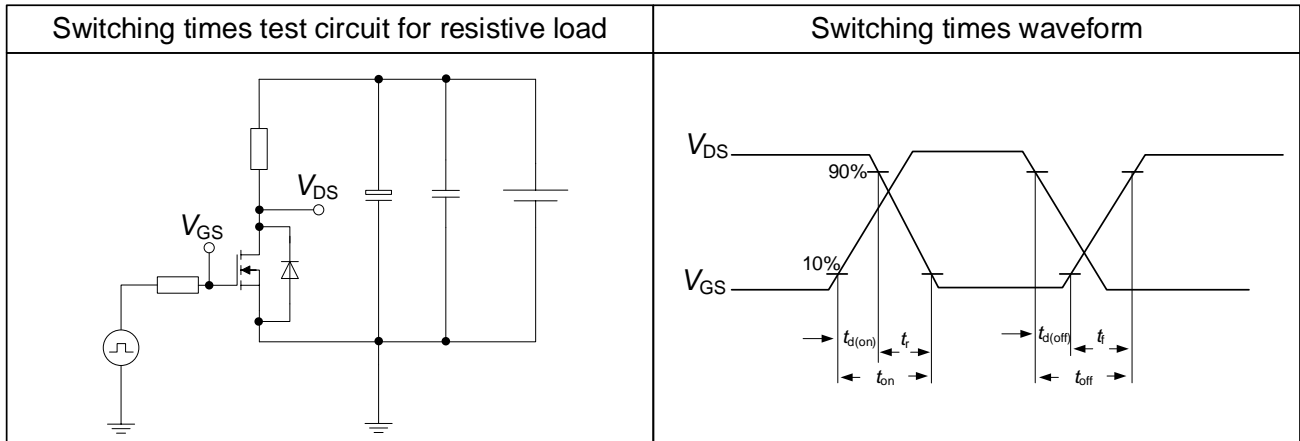 Switching times test circuit for resistive load
Switching times waveform
VDS
VGS
VDS
90%
10%
VGS
td(on)
tr
ton
td(off)
tf
toff